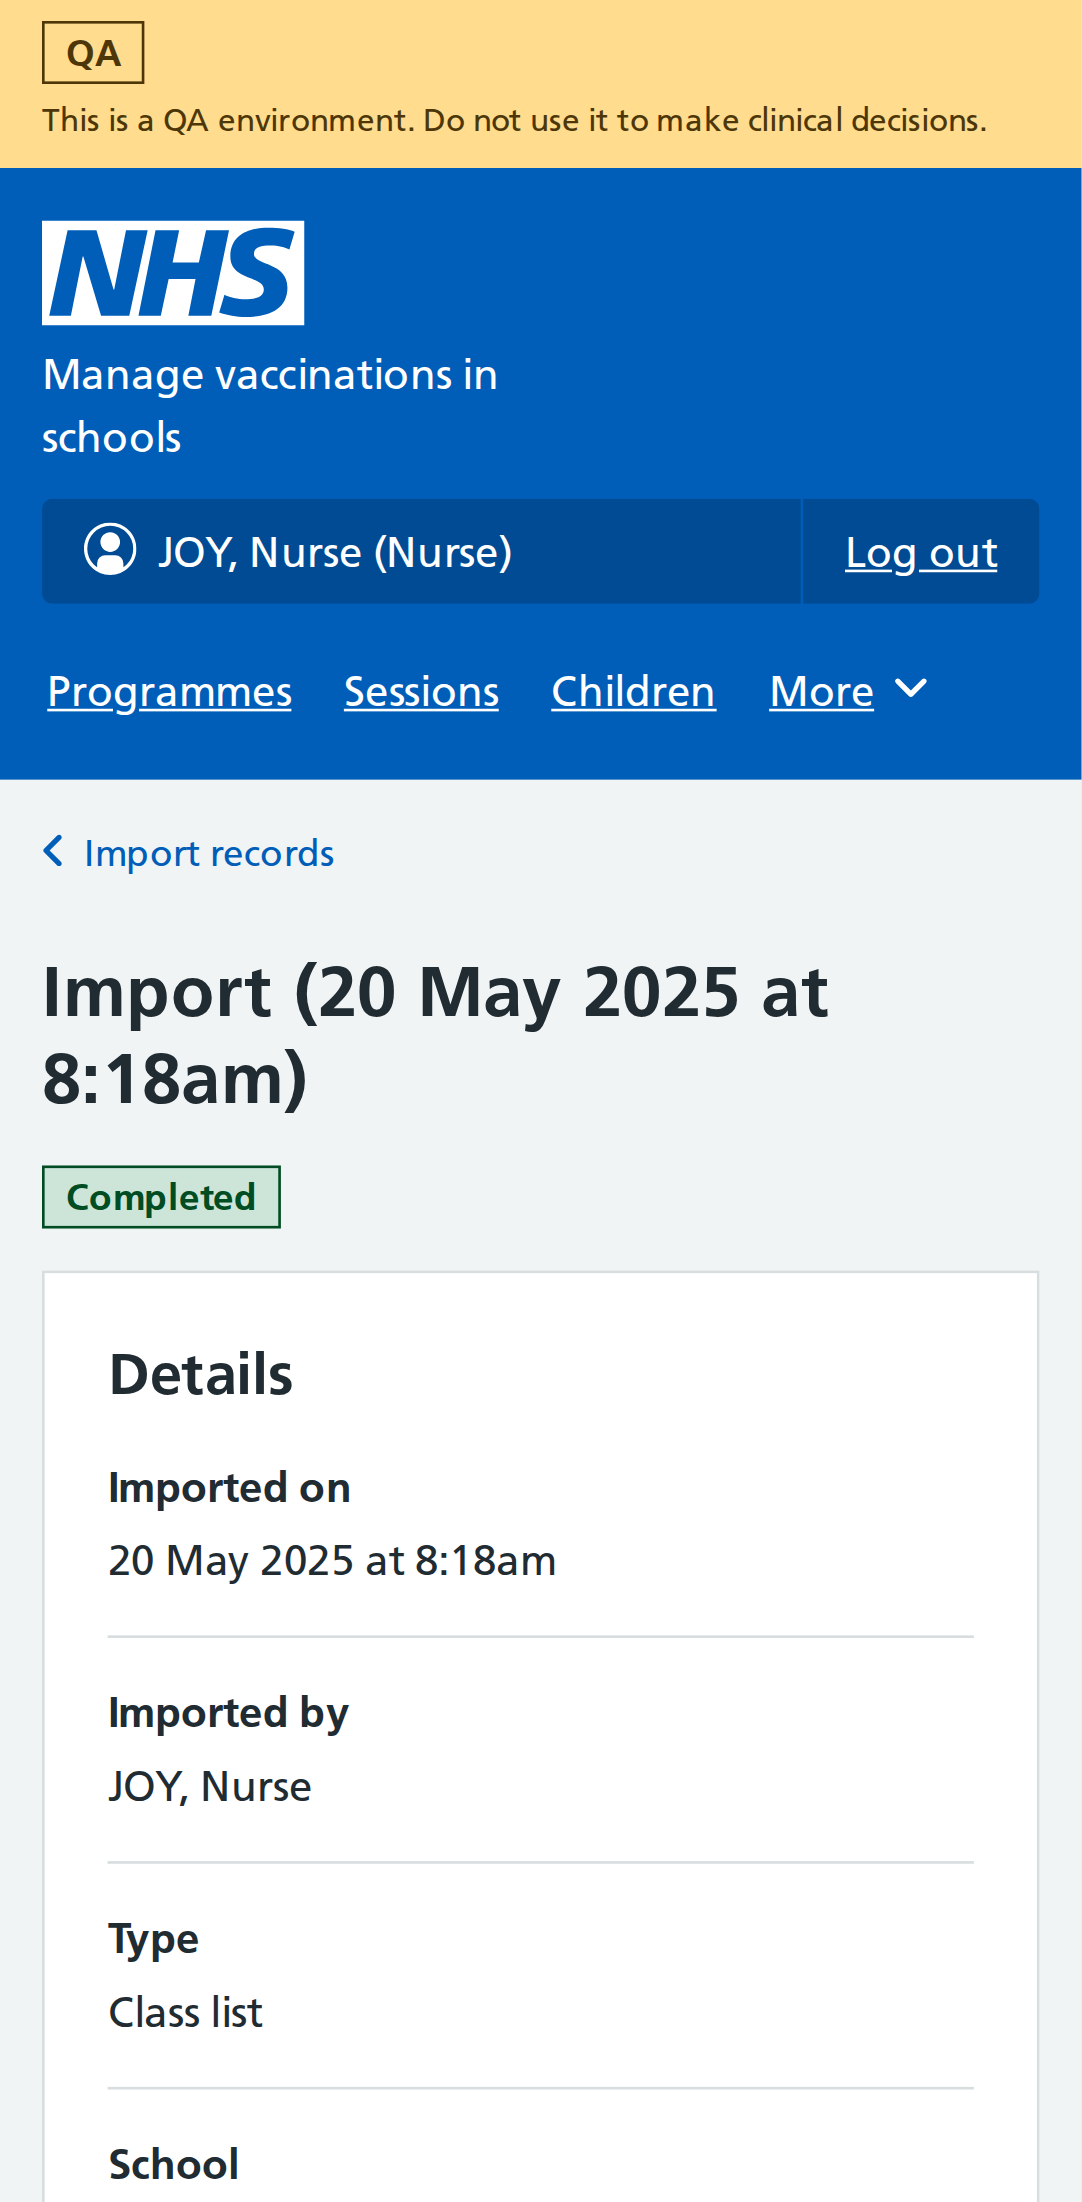 QA
This is a QA environment. Do not use it to make clinical decisions.
NHS
Manage vaccinations in
schools
JOY, Nurse (Nurse)
Log out
Programmes Sessions Children More
Import records
Import (20 May 2025 at
8:18am)
Completed
Details
Imported on
20 May 2025 at 8:18am
Imported by
JOY, Nurse
Type
Class list
School